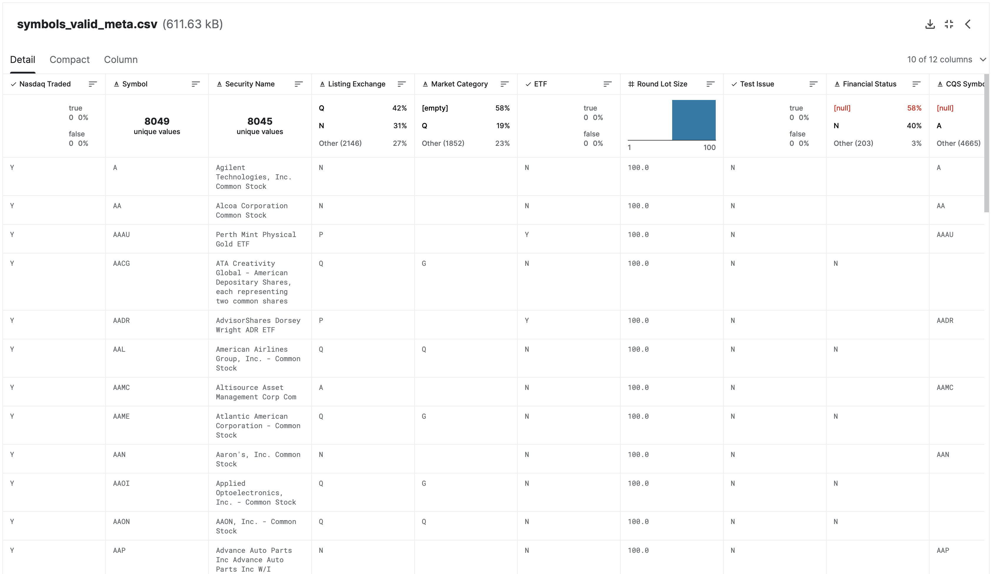 symbols_valid_meta.csv (611.63 kB)
Detail Compact Column 10 of 12 columns
Nasdaq Traded Symbol Security Name Listing Exchange Market Category ETF # Round Lot Size Test Issue Financial Status CQS Symbo
true
0 0%
false
0 0%
8049
unique values
8045
unique values
Q 42%
N 31%
Other (2146) 27%
[empty] 58%
Q 19%
Other (1852) 23%
true
0 0%
false
0 0%
1 100
true
0 0%
false
0 0%
[null] 58%
N 40%
Other (203) 3%
[null]
A
Other (4665)
Y A Agilent N N 100.0 N A
Technologies, Inc.
Common Stock
Y AA Alcoa Corporation N N 100.0 N AA
Common Stock
Y AAAU Perth Mint Physical P Y 100.0 N AAAU
Gold ETF
Y AACG ATA Creativity Q G N 100.0 N N
Global - American
Depositary Shares,
each representing
two common shares
Y AADR AdvisorShares Dorsey P Y 100.0 N AADR
Wright ADR ETF
Y AAL American Airlines Q Q N 100.0 N N
Group, Inc. - Common
Stock
Y AAMC Altisource Asset A N 100.0 N AAMC
Management Corp Com
Y AAME Atlantic American Q G N 100.0 N N
Corporation - Common
Stock
Y AAN Aaron's, Inc. Common N N 100.0 N AAN
Stock
Y AAOI Applied Q G N 100.0 N N
Optoelectronics,
Inc. - Common Stock
Y AAON AAON, Inc. - Common Q Q N 100.0 N N
Stock
Y AAP Advance Auto Parts N N 100.0 N AAP
Inc Advance Auto
Parts Inc W/I